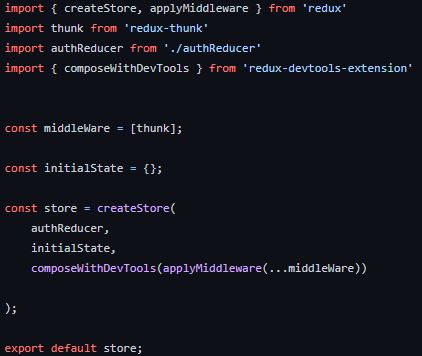 import { createStore, applyMiddleware } from 'redux'
import thunk from 'redux-thunk'
import authReducer from './authReducer'
import { composeWithDevTools } from 'redux-devtools-extension'
const middleWare = [thunk];
const initialState = {};
const store = createStore(
    authReducer,
    initialState,
    composeWithDevTools(applyMiddleware(...middleWare))
);
export default store;